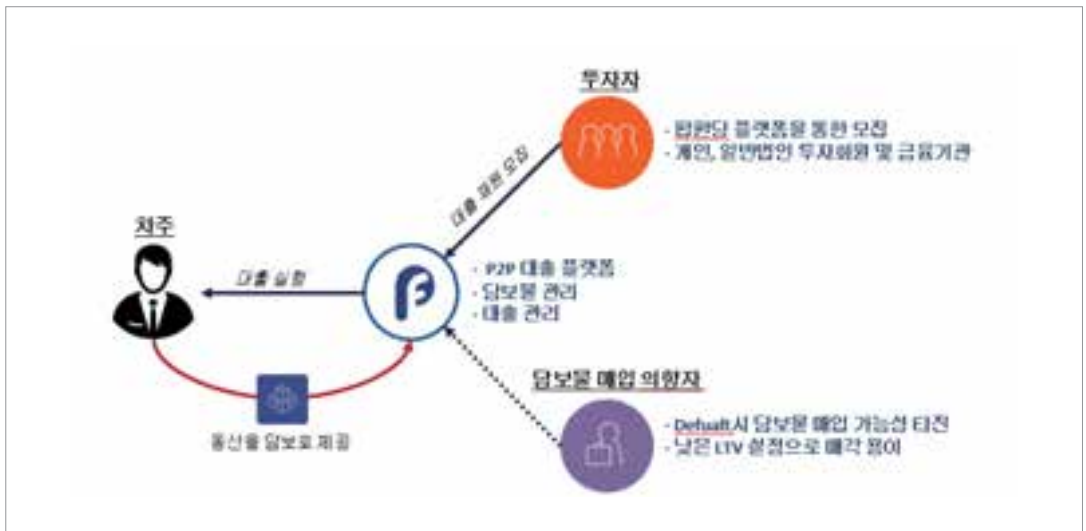 투자자
- 팝펀딩 플랫폼을 통한 모집
- 개인, 일반법인 투자회원 및 금융기관
대출 재원 모집
차주
대출 실행
- P2P 대출 플랫폼
- 담보물 관리
- 대출 관리
동산을 담보로 제공
담보물 매입 의향자
- Defualt시 담보물 매입 가능성 타진
- 낮은 LTV 설정으로 매각 용이